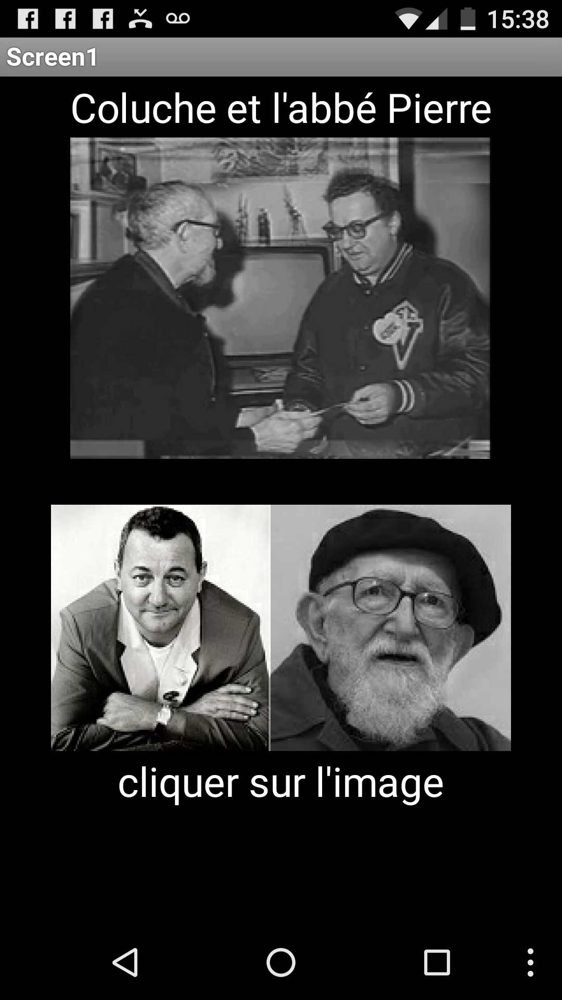 15:38
Screen1
Coluche et l'abbé Pierre
cliquer sur l'image